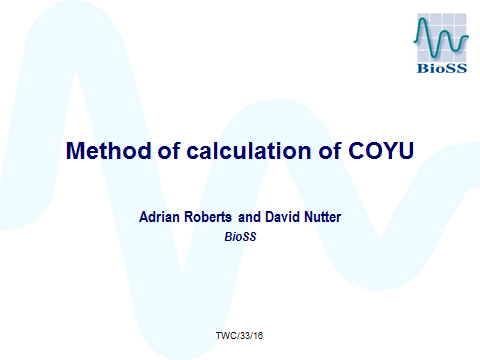 BioSS
Method of calculation of COYU
Adrian Roberts and David Nutter
BioSS
TWC/33/16